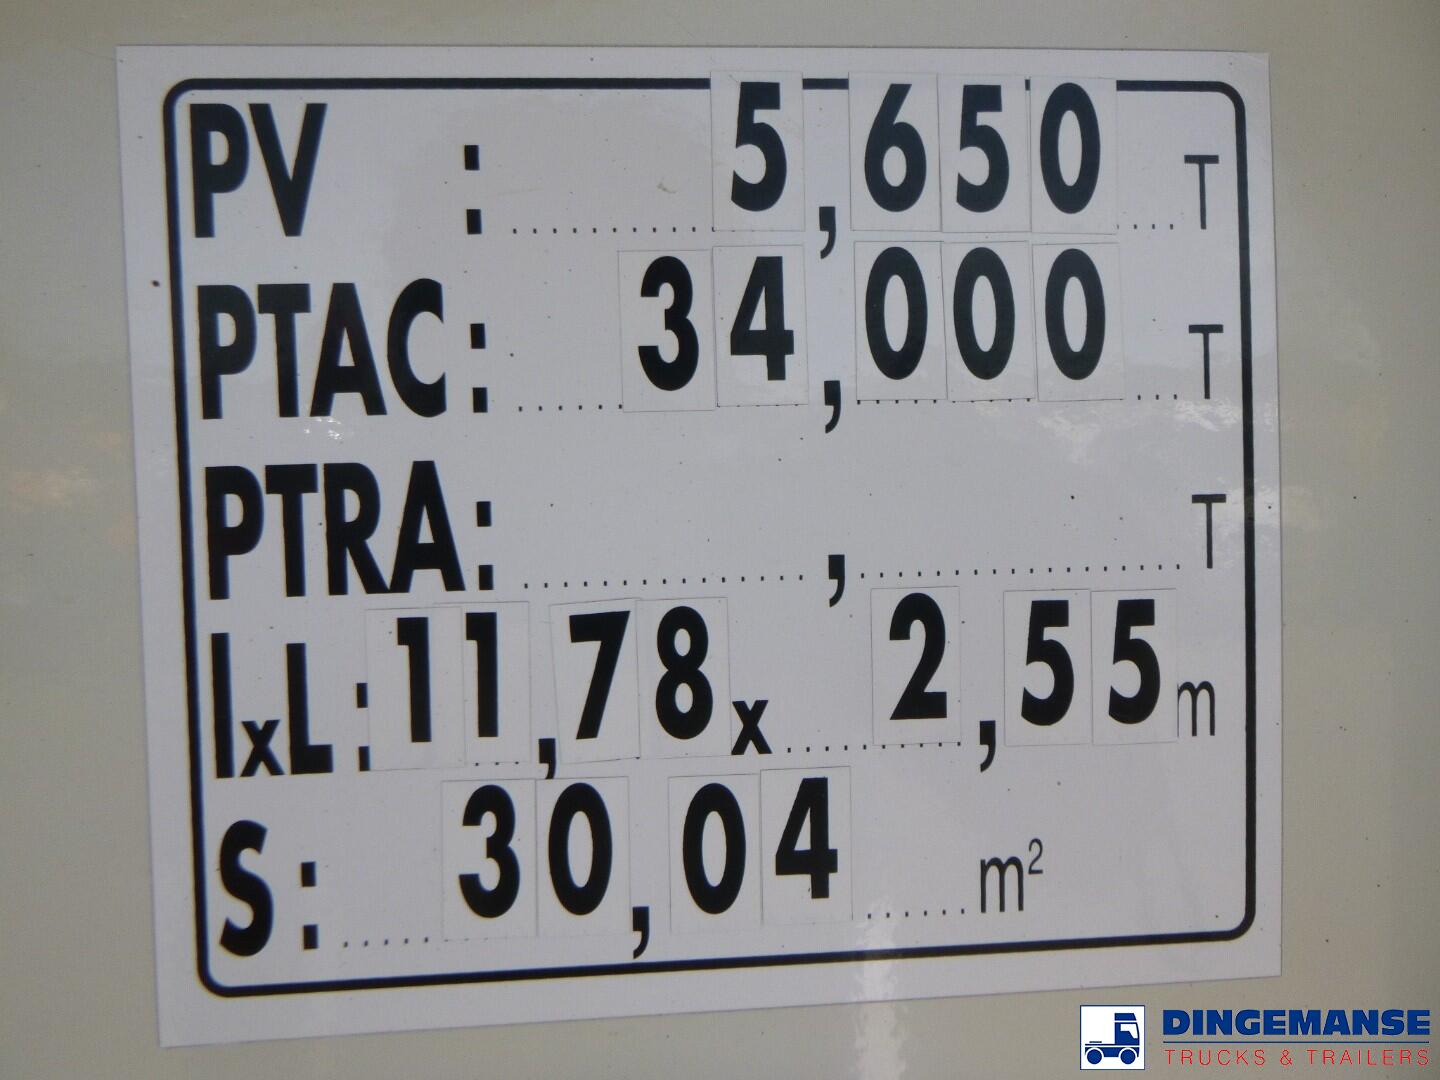 PV : 5,650 T
PTAC : 34,000 T
PTRA : , T
lxL : 11,78 x 2,55 m
S : 30,04 m²
DINGEMANSE
TRUCKS & TRAILERS